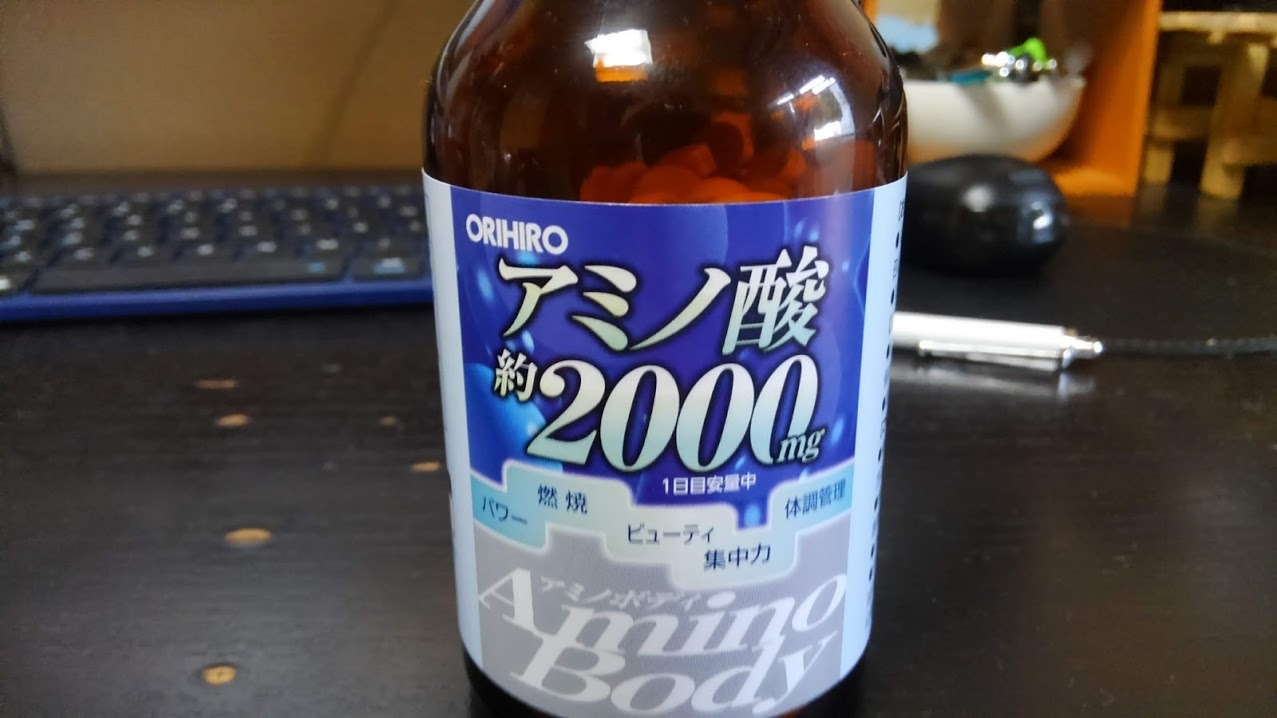 ORIHIRO
アミノ酸
約2000mg
1日目安量中
パワー
燃焼
ビューティ
集中力
体調管理
アミノボディ
Amino
Body